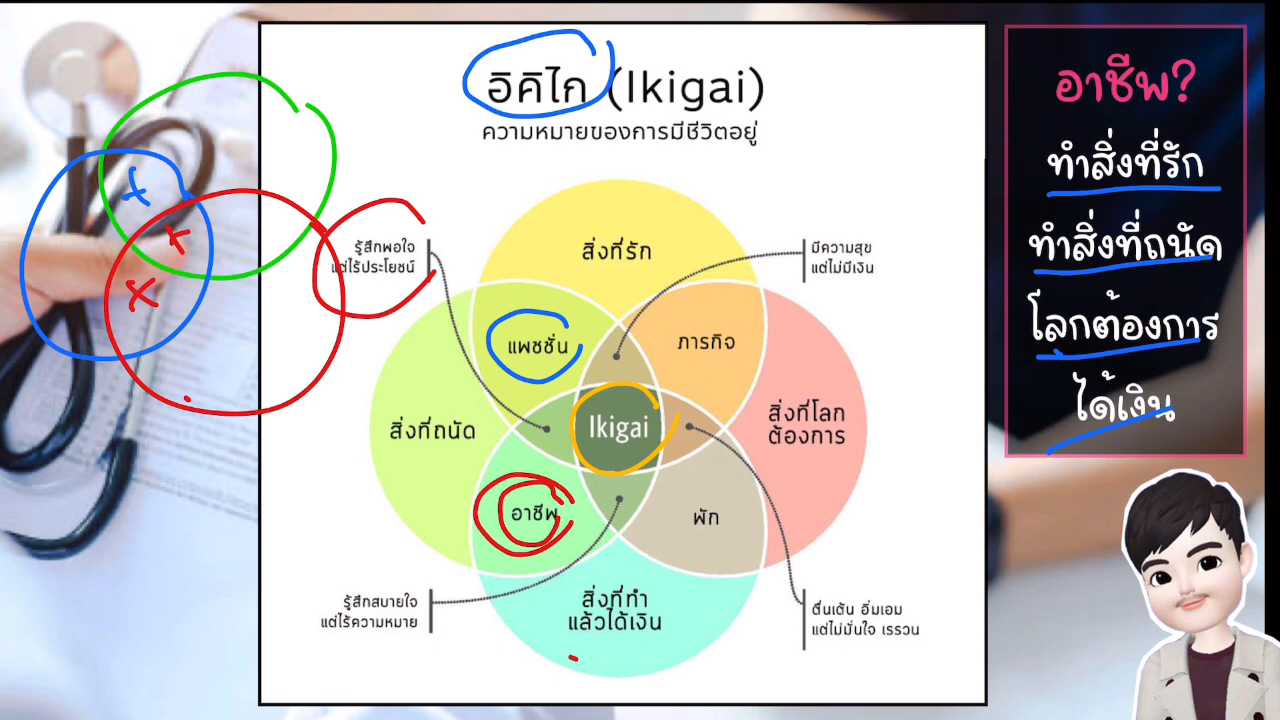 อิคิไก (Ikigai)
ความหมายของการมีชีวิตอยู่
สิ่งที่รัก
รู้สึกพอใจ
แต่ไร้ประโยชน์
มีความสุข
แต่ไม่มีเงิน
แพชชั่น
ภารกิจ
สิ่งที่ถนัด
Ikigai
สิ่งที่โลก
ต้องการ
อาชีพ
พัก
สิ่งที่ทำ
แล้วได้เงิน
รู้สึกสบายใจ
แต่ไร้ความหมาย
ตื่นเต้น อิ่มเอม
แต่ไม่มั่นใจ เรรวน
อาชีพ?
ทำสิ่งที่รัก
ทำสิ่งที่ถนัด
โลกต้องการ
ได้เงิน